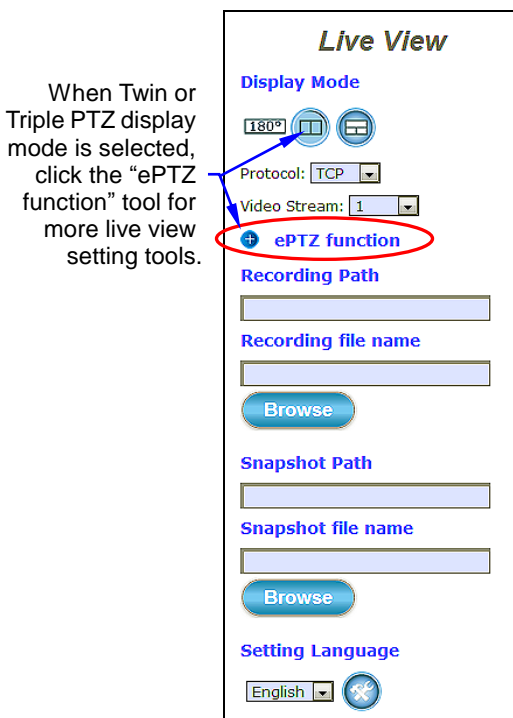 When Twin or
Triple PTZ display
mode is selected,
click the “ePTZ
function” tool for
more live view
setting tools.
Live View
Display Mode
180°
Protocol: TCP
Video Stream: 1
ePTZ function
Recording Path
Recording file name
Browse
Snapshot Path
Snapshot file name
Browse
Setting Language
English